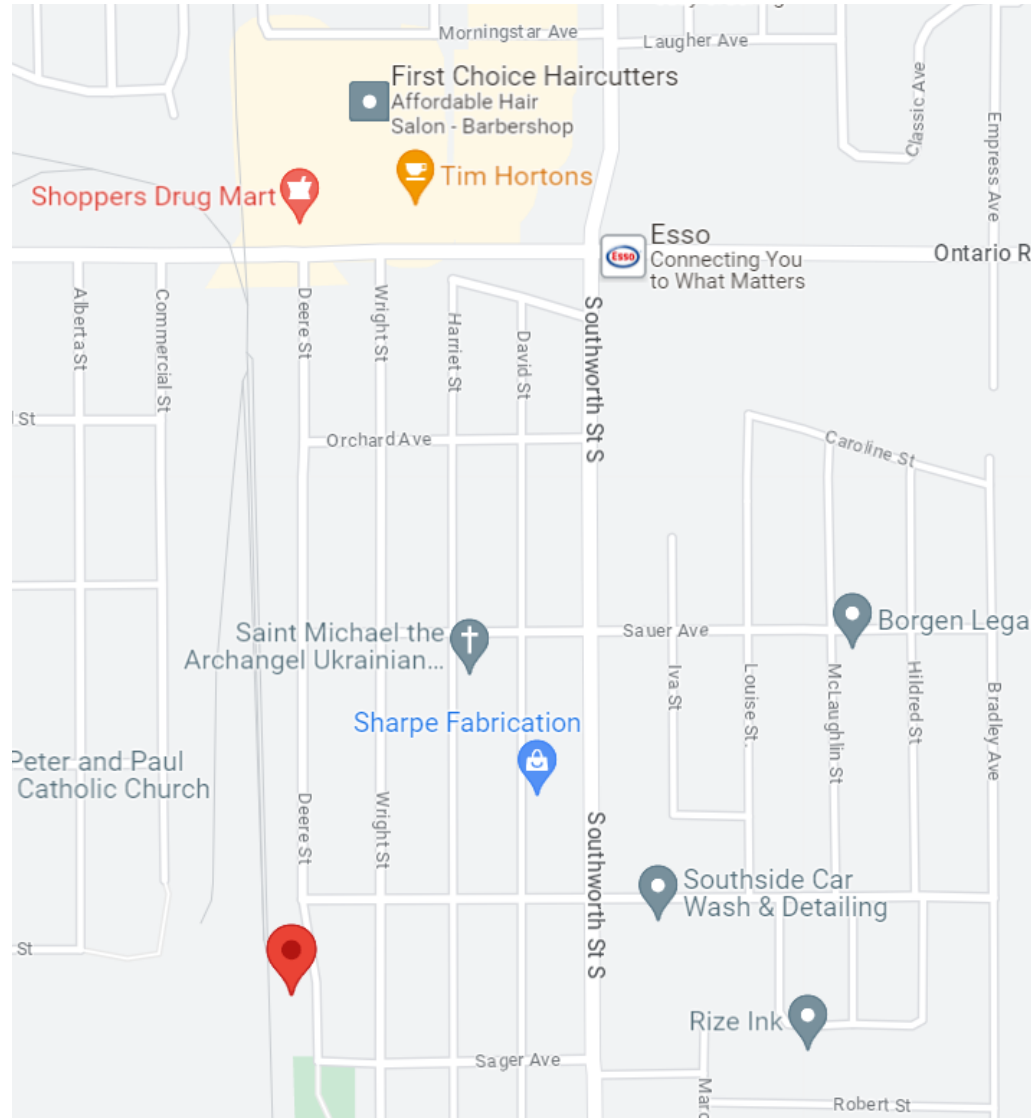 Morningstar Ave
Laugher Ave
First Choice Haircutters
Affordable Hair
Salon - Barbershop
Classic Ave
Empress Ave
Tim Hortons
Shoppers Drug Mart
Esso
Esso
Connecting You
to What Matters
Ontario R
Alberta St
Commercial St
Deere St
Wright St
Harriet St
David St
Southworth St S
St
Orchard Ave
Caroline St
Saint Michael the
Archangel Ukrainian...
Sauer Ave
Borgen Lega
Iva St
Louise St.
McLaughlin St
Hildred St
Bradley Ave
Sharpe Fabrication
Peter and Paul
Catholic Church
Deere St
Wright St
Southworth St S
Southside Car
Wash & Detailing
St
Rize Ink
Sager Ave
Robert St